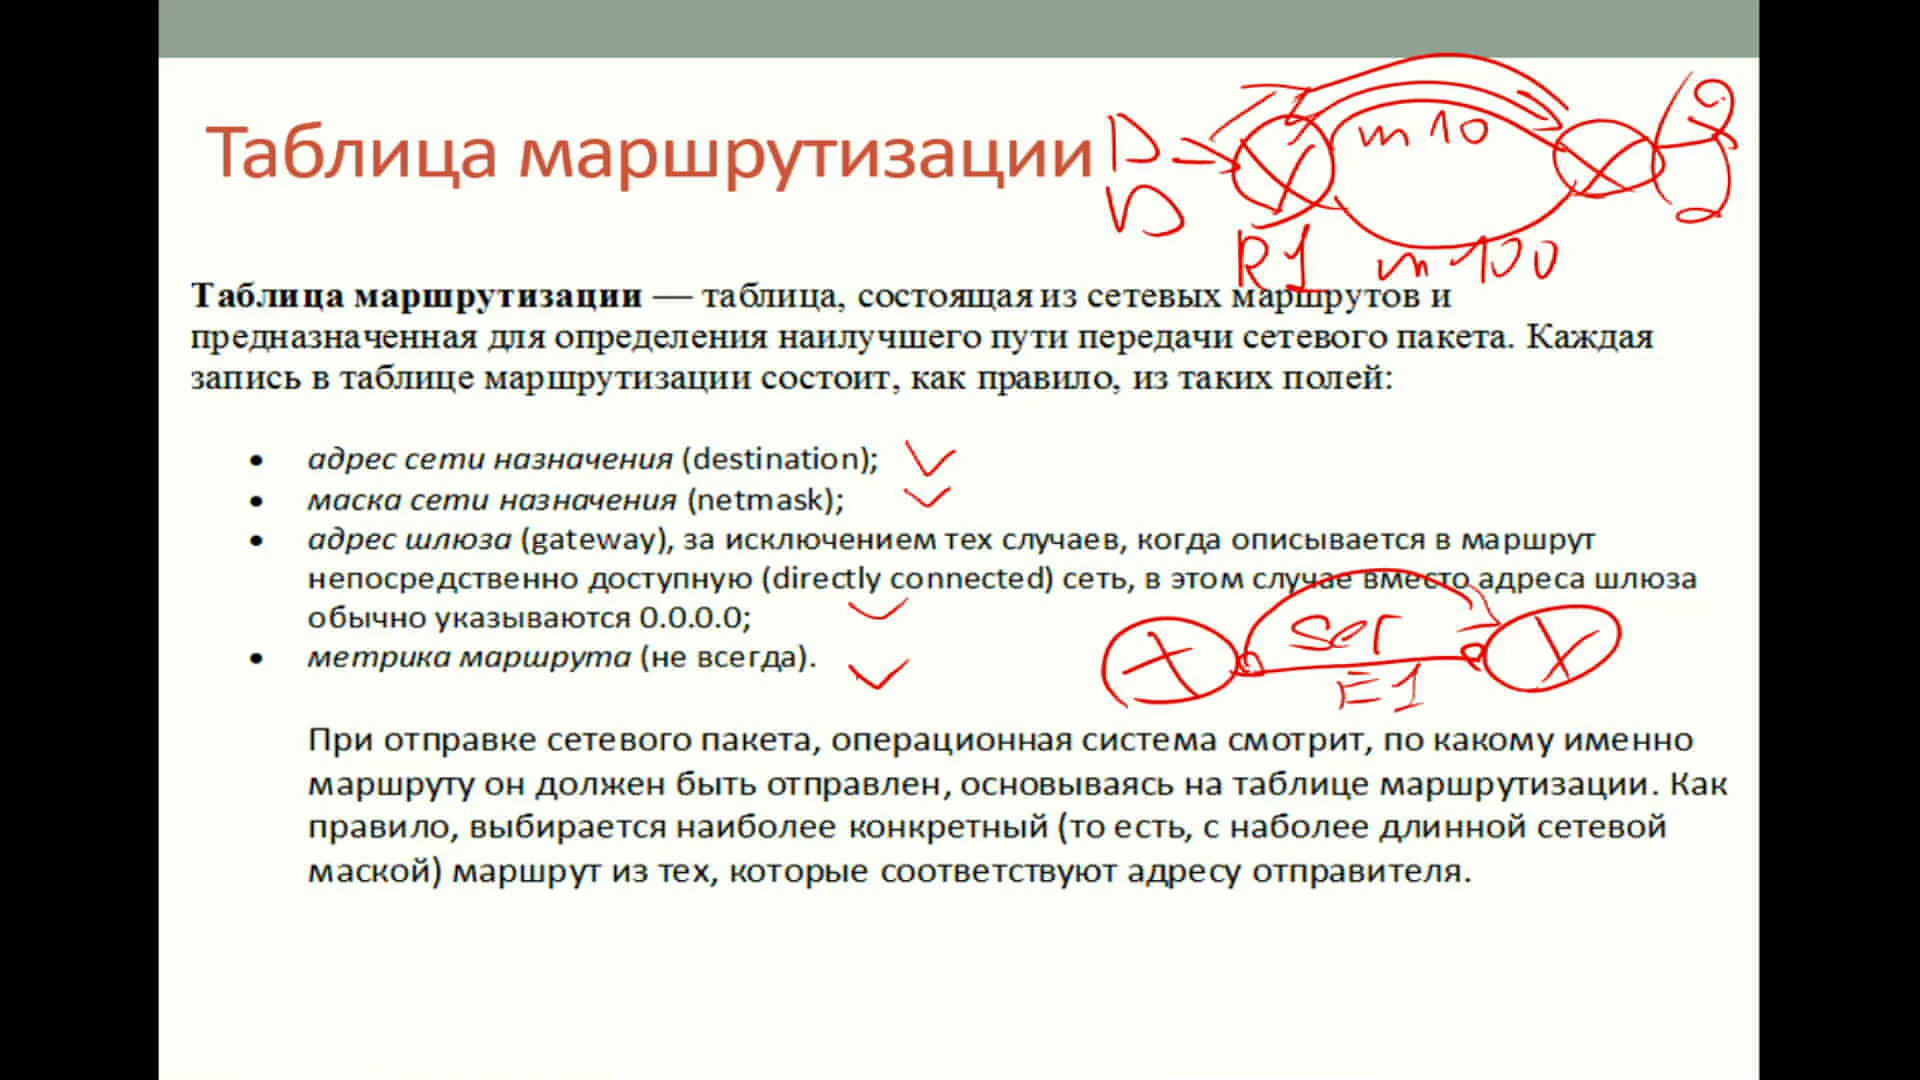 Таблица маршрутизации
m 10
R1
m 100
Таблица маршрутизации — таблица, состоящая из сетевых маршрутов и
предназначенная для определения наилучшего пути передачи сетевого пакета. Каждая
запись в таблице маршрутизации состоит, как правило, из таких полей:
• адрес сети назначения (destination);
• маска сети назначения (netmask);
• адрес шлюза (gateway), за исключением тех случаев, когда описывается в маршрут
непосредственно доступную (directly connected) сеть, в этом случае вместо адреса шлюза
обычно указываются 0.0.0.0;
• метрика маршрута (не всегда).
Ser
E1
При отправке сетевого пакета, операционная система смотрит, по какому именно
маршруту он должен быть отправлен, основываясь на таблице маршрутизации. Как
правило, выбирается наиболее конкретный (то есть, с наболее длинной сетевой
маской) маршрут из тех, которые соответствуют адресу отправителя.